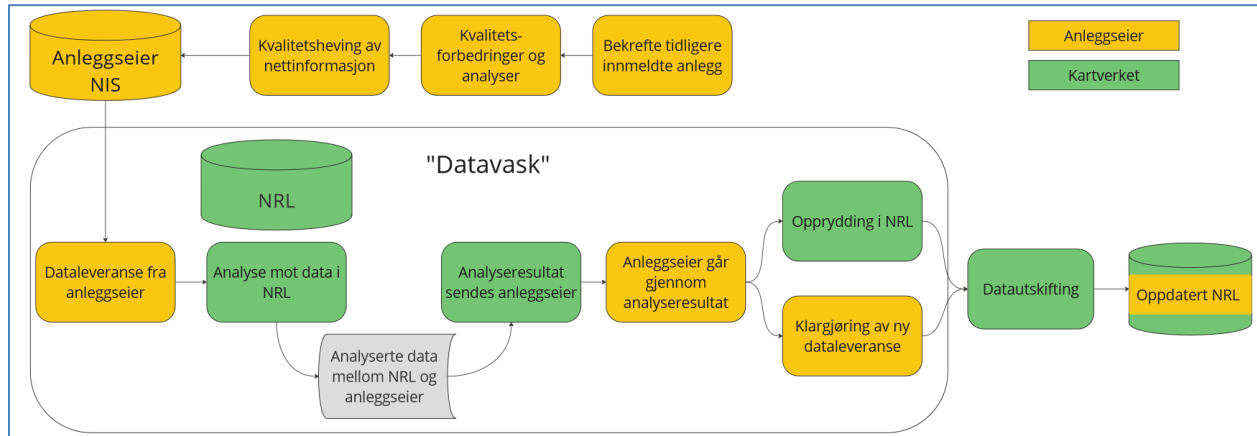 Anleggseier
NIS
Kvalitetsheving av
nettinformasjon
Kvalitets-
forbedringer og
analyser
Bekrefte tidligere
innmeldte anlegg
Anleggseier
Kartverket
"Datavask"
NRL
Dataleveranse fra
anleggseier
Analyse mot data i
NRL
Analyserte data
mellom NRL og
anleggseier
Analyseresultat
sendes anleggseier
Anleggseier går
gjennom
analyseresultat
Opprydding i NRL
Klargjøring av ny
dataleveranse
Datautskifting
Oppdatert NRL